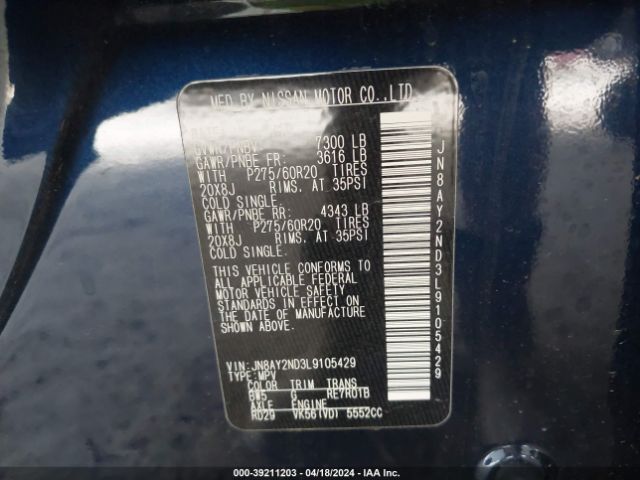 MFD BY NISSAN MOTOR CO.,LTD
GVWR/PNBV 7300 LB
GAWR/PNBE FR: 3616 LB
WITH P275/60R20 TIRES
20X8J RIMS. AT 35PSI
COLD SINGLE.
GAWR/PNBE RR: 4343 LB
WITH P275/60R20 TIRES
20X8J RIMS. AT 35PSI
COLD SINGLE.
THIS VEHICLE CONFORMS TO
ALL APPLICABLE FEDERAL
MOTOR VEHICLE SAFETY
STANDARDS IN EFFECT ON
THE DATE OF MANUFACTURE
SHOWN ABOVE.
VIN: JN8AY2ND3L9105429
TYPE: MPV
COLOR TRIM TRANS
BW5 G RE7R01B
AXLE ENGINE
R029 VK56(VD) 5552CC
JN8AY2ND3L9105429
000-39211203 - 04/18/2024 - IAA Inc.